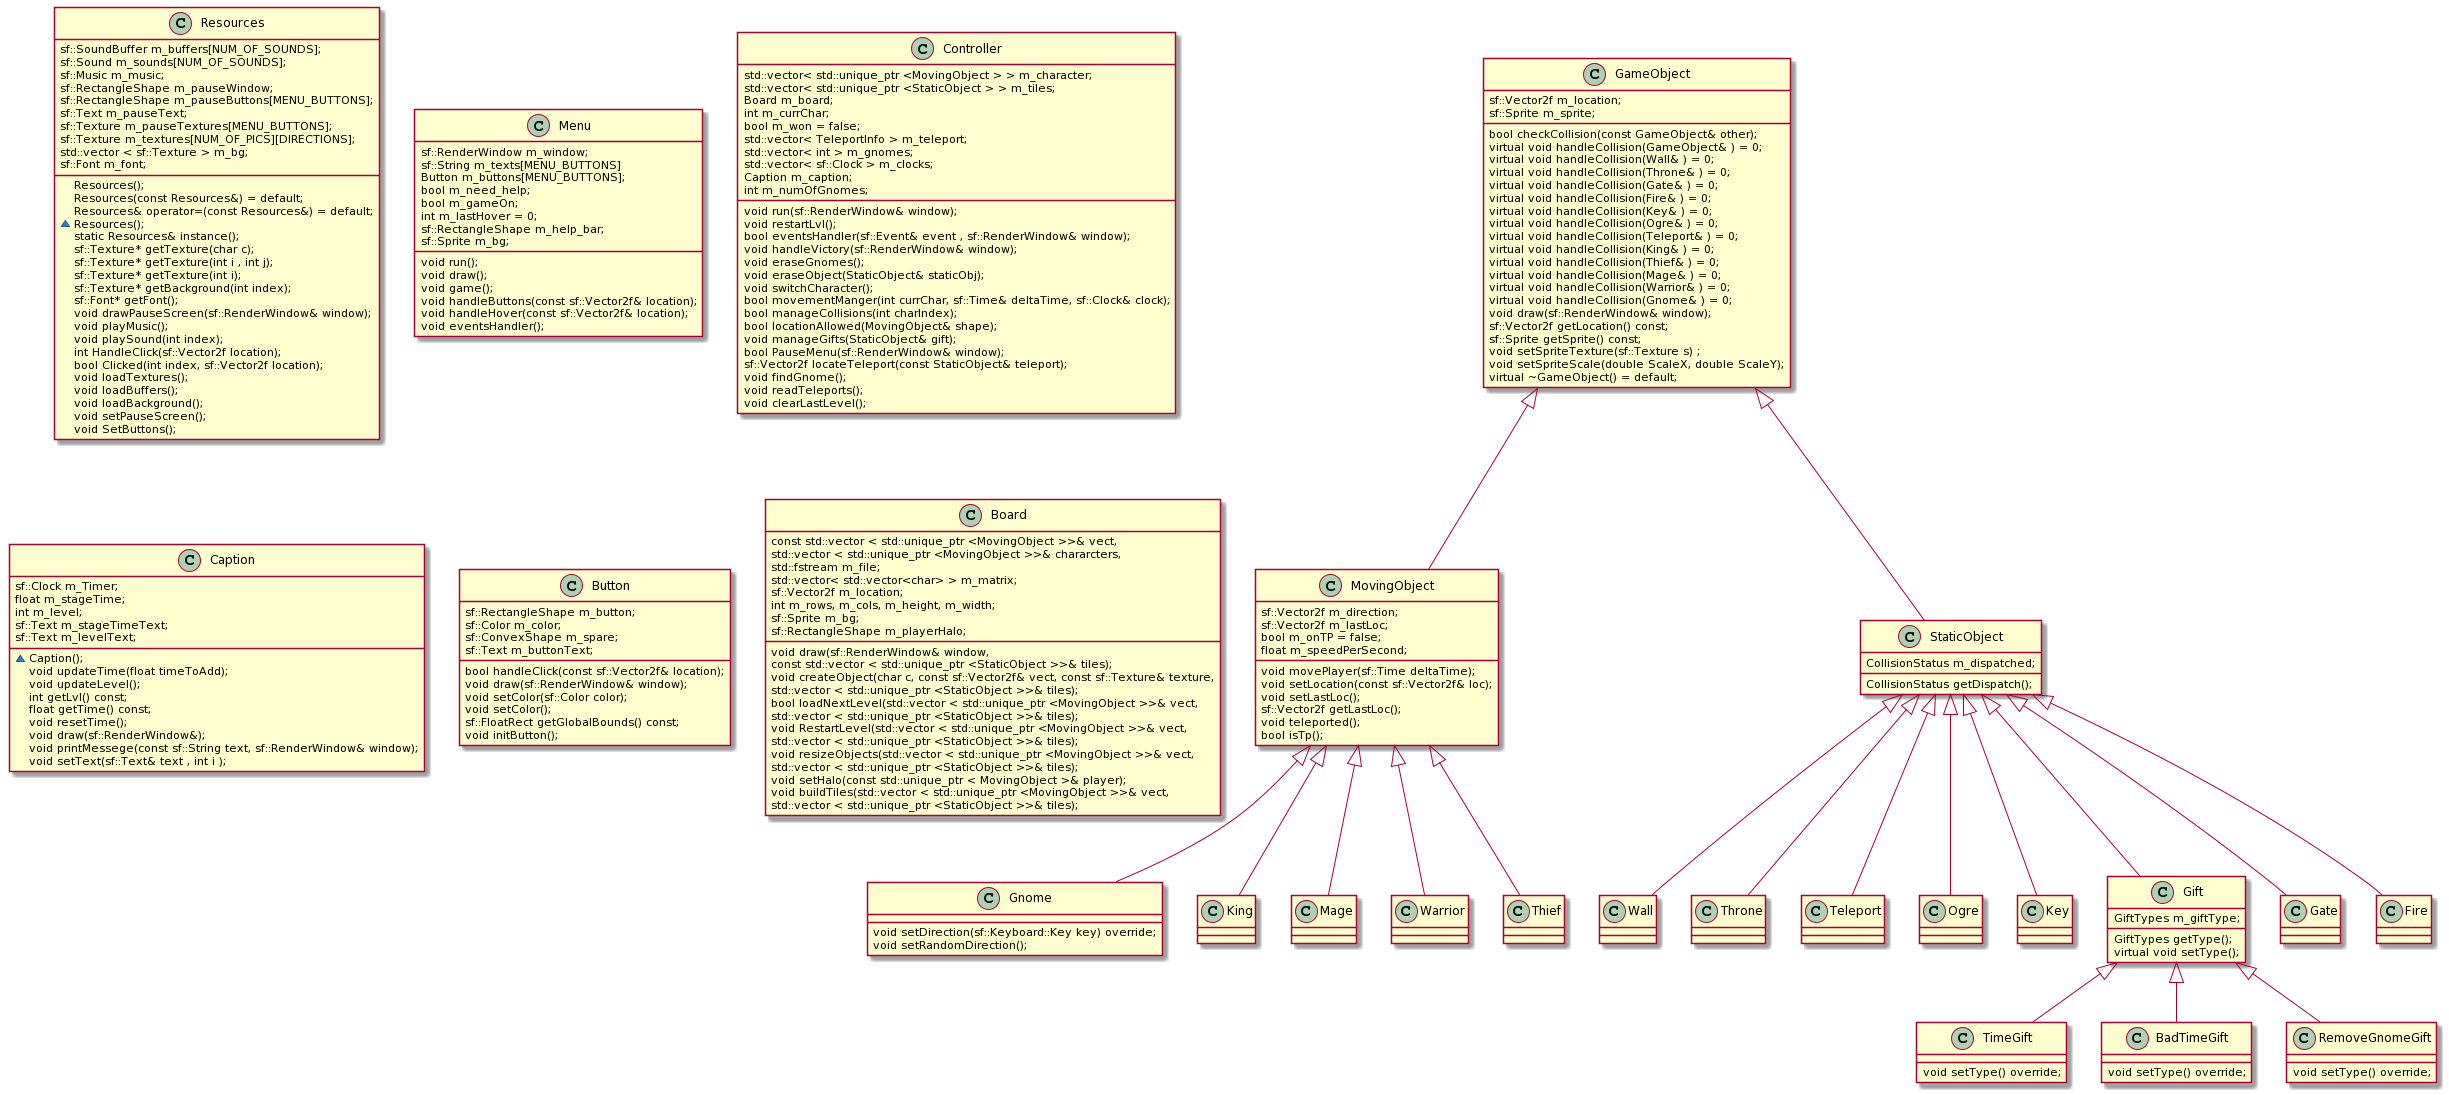 C Resources
sf::SoundBuffer m_buffers[NUM_OF_SOUNDS];
sf::Sound m_sounds[NUM_OF_SOUNDS];
sf::Music m_music;
sf::RectangleShape m_pauseWindow;
sf::RectangleShape m_pauseButtons[MENU_BUTTONS];
sf::Text m_pauseText;
sf::Texture m_pauseTextures[MENU_BUTTONS];
sf::Texture m_textures[NUM_OF_PICS][DIRECTIONS];
std::vector < sf::Texture > m_bg;
sf::Font m_font;
Resources();
Resources(const Resources&) = default;
Resources& operator=(const Resources&) = default;
Resources();
static Resources& instance();
sf::Texture* getTexture(char c);
sf::Texture* getTexture(int i , int j);
sf::Texture* getTexture(int i);
sf::Texture* getBackground(int index);
sf::Font* getFont();
void drawPauseScreen(sf::RenderWindow& window);
void playMusic();
void playSound(int index);
int HandleClick(sf::Vector2f location);
bool Clicked(int index, sf::Vector2f location);
void loadTextures();
void loadBuffers();
void loadBackground();
void setPauseScreen();
void SetButtons();
C Menu
sf::RenderWindow m_window;
sf::String m_texts[MENU_BUTTONS]
Button m_buttons[MENU_BUTTONS];
bool m_need_help;
bool m_gameOn;
int m_lastHover = 0;
sf::RectangleShape m_help_bar;
sf::Sprite m_bg;
void run();
void draw();
void game();
void handleButtons(const sf::Vector2f& location);
void handleHover(const sf::Vector2f& location);
void eventsHandler();
C Controller
std::vector< std::unique_ptr <MovingObject > > m_character;
std::vector< std::unique_ptr <StaticObject > > m_tiles;
Board m_board;
int m_currChar;
bool m_won = false;
std::vector< TeleportInfo > m_teleport;
std::vector< int > m_gnomes;
std::vector< sf::Clock > m_clocks;
Caption m_caption;
int m_numOfGnomes;
void run(sf::RenderWindow& window);
void restartLvl();
bool eventsHandler(sf::Event& event , sf::RenderWindow& window);
void handleVictory(sf::RenderWindow& window);
void eraseGnomes();
void eraseObject(StaticObject& staticObj);
void switchCharacter();
bool movementManger(int currChar, sf::Time& deltaTime, sf::Clock& clock);
bool manageCollisions(int charIndex);
bool locationAllowed(MovingObject& shape);
void manageGifts(StaticObject& gift);
bool PauseMenu(sf::RenderWindow& window);
sf::Vector2f locateTeleport(const StaticObject& teleport);
void findGnome();
void readTeleports();
void clearLastLevel();
C GameObject
sf::Vector2f m_location;
sf::Sprite m_sprite;
bool checkCollision(const GameObject& other);
virtual void handleCollision(GameObject& ) = 0;
virtual void handleCollision(Wall& ) = 0;
virtual void handleCollision(Throne& ) = 0;
virtual void handleCollision(Gate& ) = 0;
virtual void handleCollision(Fire& ) = 0;
virtual void handleCollision(Key& ) = 0;
virtual void handleCollision(Ogre& ) = 0;
virtual void handleCollision(Teleport& ) = 0;
virtual void handleCollision(King& ) = 0;
virtual void handleCollision(Thief& ) = 0;
virtual void handleCollision(Mage& ) = 0;
virtual void handleCollision(Warrior& ) = 0;
virtual void handleCollision(Gnome& ) = 0;
void draw(sf::RenderWindow& window);
sf::Vector2f getLocation() const;
sf::Sprite getSprite() const;
void setSpriteTexture(sf::Texture s) ;
void setSpriteScale(double ScaleX, double ScaleY);
virtual ~GameObject() = default;
C Caption
sf::Clock m_Timer;
float m_stageTime;
int m_level;
sf::Text m_stageTimeText;
sf::Text m_levelText;
Caption();
void updateTime(float timeToAdd);
void updateLevel();
int getLvl() const;
float getTime() const;
void resetTime();
void draw(sf::RenderWindow&);
void printMessege(const sf::String text, sf::RenderWindow& window);
void setText(sf::Text& text , int i );
C Button
sf::RectangleShape m_button;
sf::Color m_color;
sf::ConvexShape m_spare;
sf::Text m_buttonText;
bool handleClick(const sf::Vector2f& location);
void draw(sf::RenderWindow& window);
void setColor(sf::Color color);
void setColor();
sf::FloatRect getGlobalBounds() const;
void initButton();
C Board
const std::vector < std::unique_ptr <MovingObject >>& vect,
std::vector < std::unique_ptr <MovingObject >>& chararcters,
std::fstream m_file;
std::vector< std::vector<char> > m_matrix;
sf::Vector2f m_location;
int m_rows, m_cols, m_height, m_width;
sf::Sprite m_bg;
sf::RectangleShape m_playerHalo;
void draw(sf::RenderWindow& window,
const std::vector < std::unique_ptr <StaticObject >>& tiles);
void createObject(char c, const sf::Vector2f& vect, const sf::Texture& texture,
std::vector < std::unique_ptr <StaticObject >>& tiles);
bool loadNextLevel(std::vector < std::unique_ptr <MovingObject >>& vect,
std::vector < std::unique_ptr <StaticObject >>& tiles);
void RestartLevel(std::vector < std::unique_ptr <MovingObject >>& vect,
std::vector < std::unique_ptr <StaticObject >>& tiles);
void resizeObjects(std::vector < std::unique_ptr <MovingObject >>& vect,
std::vector < std::unique_ptr <StaticObject >>& tiles);
void setHalo(const std::unique_ptr < MovingObject >& player);
void buildTiles(std::vector < std::unique_ptr <MovingObject >>& vect,
std::vector < std::unique_ptr <StaticObject >>& tiles);
C MovingObject
sf::Vector2f m_direction;
sf::Vector2f m_lastLoc;
bool m_onTP = false;
float m_speedPerSecond;
void movePlayer(sf::Time deltaTime);
void setLocation(const sf::Vector2f& loc);
void setLastLoc();
sf::Vector2f getLastLoc();
void teleported();
bool isTp();
C StaticObject
CollisionStatus m_dispatched;
CollisionStatus getDispatch();
C Gnome
void setDirection(sf::Keyboard::Key key) override;
void setRandomDirection();
C King
C Mage
C Warrior
C Thief
C Wall
C Throne
C Teleport
C Ogre
C Key
C Gift
GiftTypes m_giftType;
GiftTypes getType();
virtual void setType();
C Gate
C Fire
C TimeGift
void setType() override;
C BadTimeGift
void setType() override;
C RemoveGnomeGift
void setType() override;